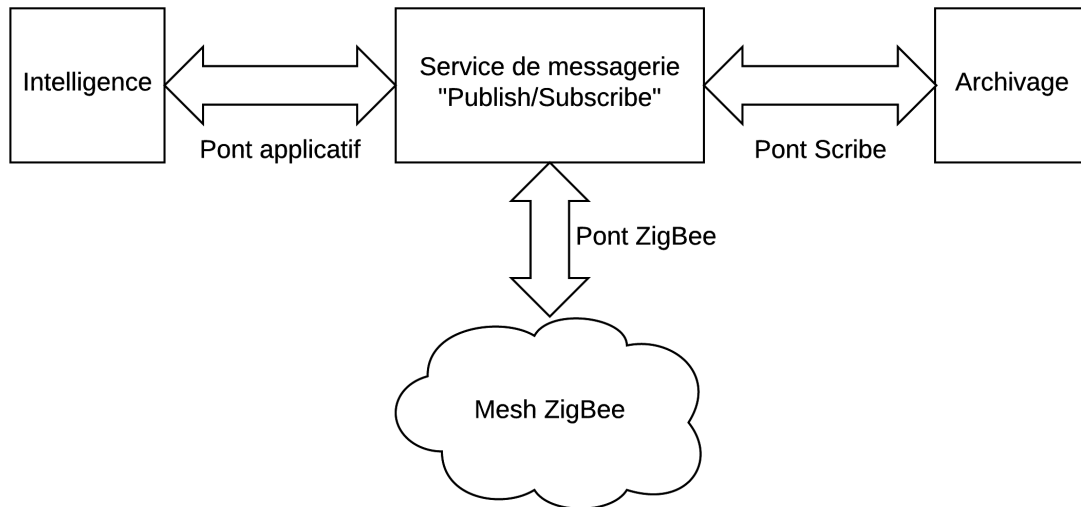 Intelligence
Service de messagerie
"Publish/Subscribe"
Archivage
Pont applicatif
Pont Scribe
Pont ZigBee
Mesh ZigBee